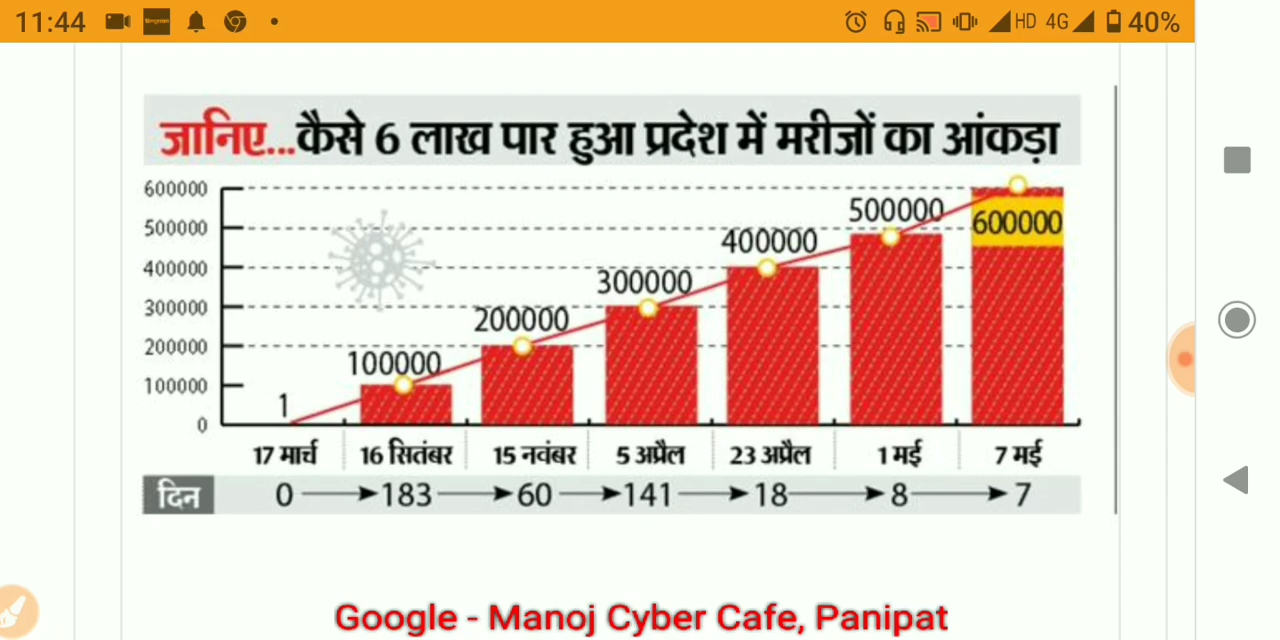 11:44 HD 4G 40%
जानिए...कैसे 6 लाख पार हुआ प्रदेश में मरीजों का आंकड़ा
600000
500000
400000
300000
200000
100000
0
1
100000
200000
300000
400000
500000
600000
17 मार्च 16 सितंबर 15 नवंबर 5 अप्रैल 23 अप्रैल 1 मई 7 मई
दिन 0 183 60 141 18 8 7
Google - Manoj Cyber Cafe, Panipat